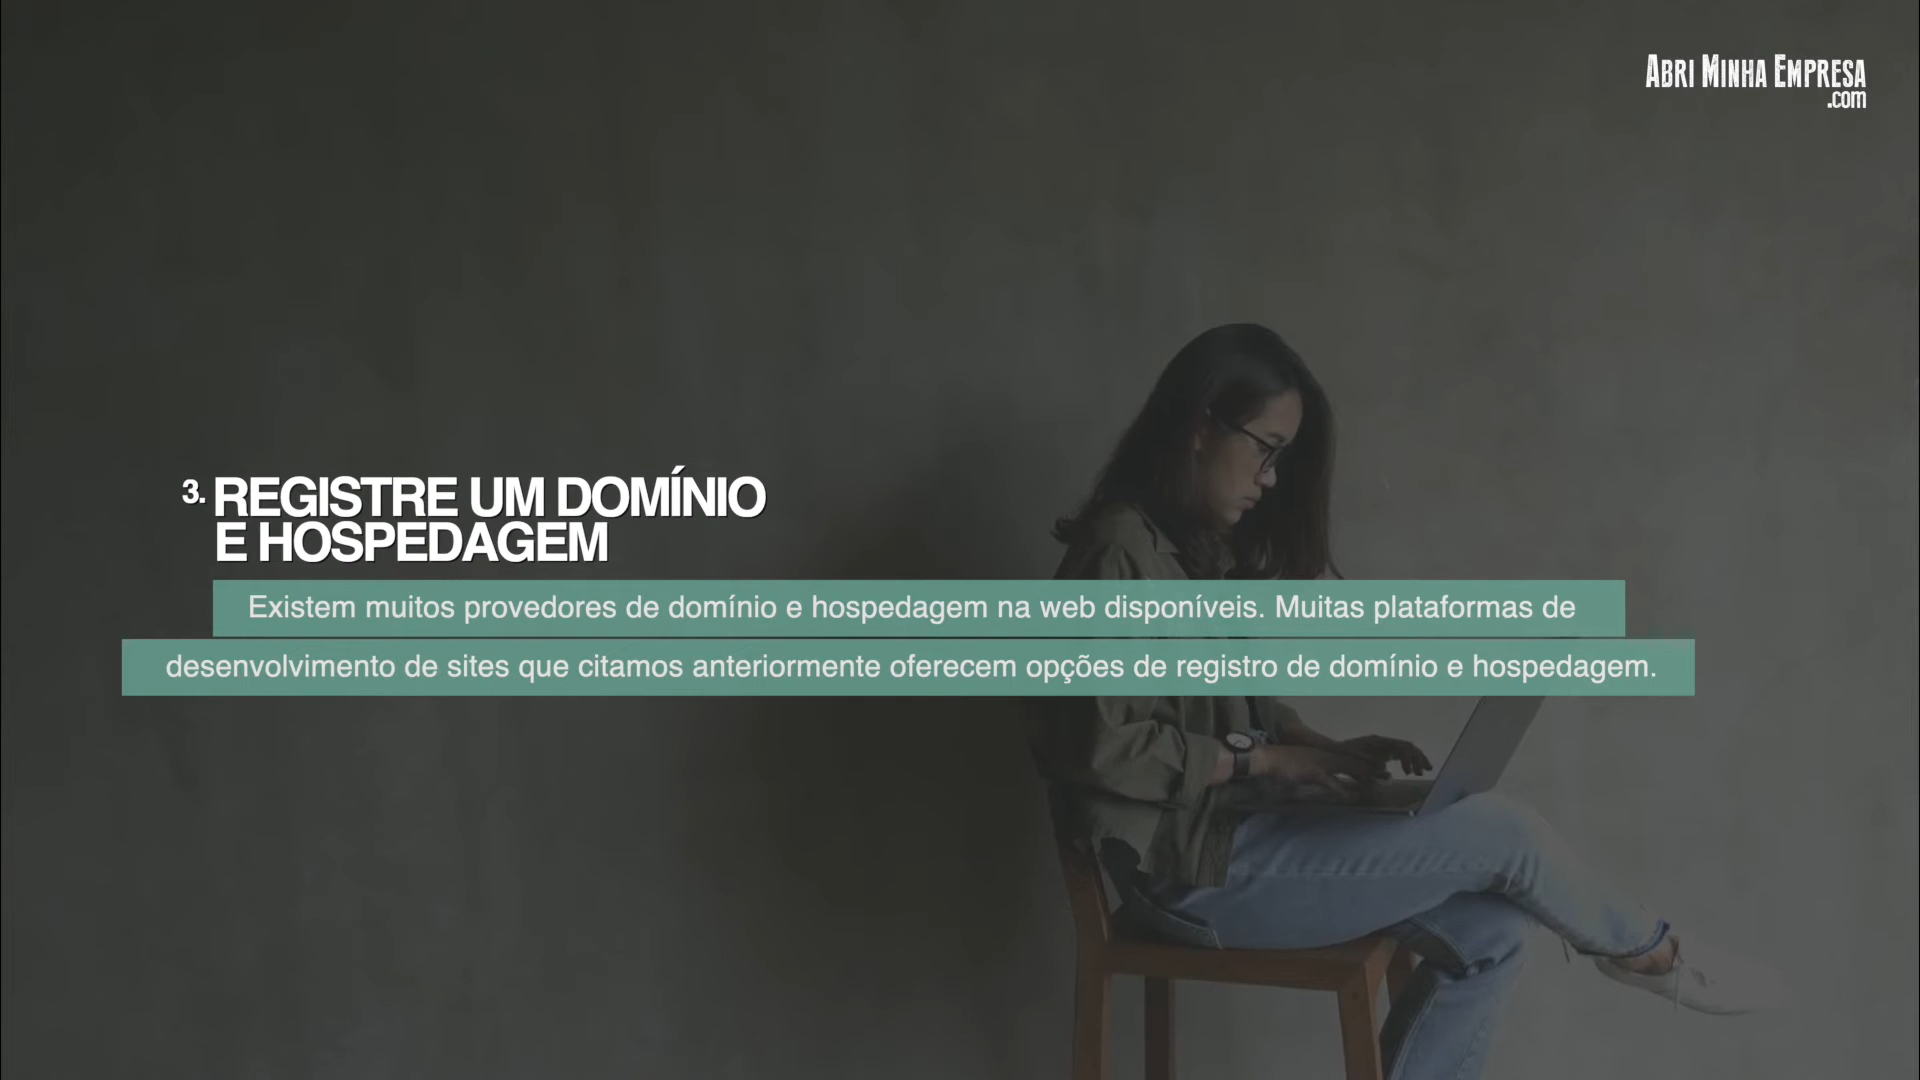 ABRI MINHA EMPRESA
.com
3. REGISTRE UM DOMÍNIO
E HOSPEDAGEM
Existem muitos provedores de domínio e hospedagem na web disponíveis. Muitas plataformas de
desenvolvimento de sites que citamos anteriormente oferecem opções de registro de domínio e hospedagem.